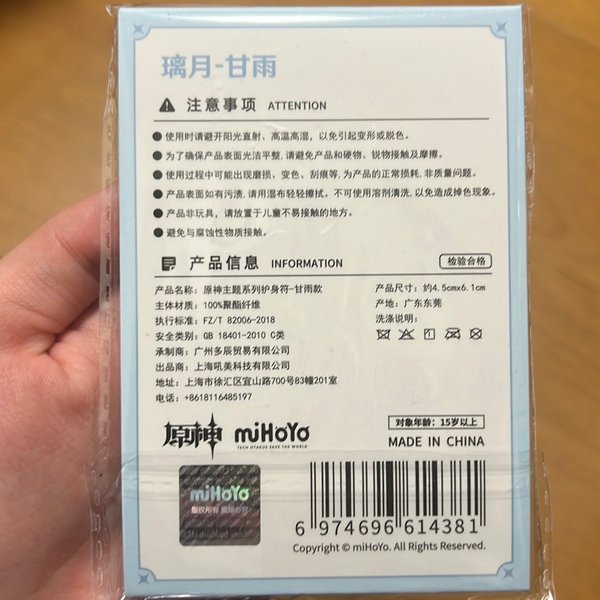 璃月-甘雨
注意事项 ATTENTION
●使用时请避开阳光直射、高温高湿，以免引起变形或脱色。
●为了确保产品表面光洁平整,请避免产品和硬物、锐物接触及摩擦。
●使用过程中可能出现磨损、变色、刮痕等,为产品的正常损耗,非质量问题。
●产品表面如有污渍,请用湿布轻轻擦拭。不可使用溶剂清洗,以免造成掉色现象。
●产品非玩具，请放置于儿童不易接触的地方。
●避免与腐蚀性物质接触。
产品信息 INFORMATION 检验合格
产品名称：原神主题系列护身符-甘雨款 产品尺寸：约4.5cmx6.1cm
主体材质：100%聚酯纤维 产地：广东东莞
执行标准：FZ/T 82006-2018 洗涤说明：
安全类别：GB 18401-2010 C类
承制商：广州多辰贸易有限公司
出品商：上海吼美科技有限公司
地址：上海市徐汇区宜山路700号83幢201室
电话：+8618116485197
对象年龄：15岁以上
原神 miHoYo MADE IN CHINA
TECH OTAKUS SAVE THE WORLD
miHoYo
版权所有 盗版必究
6 974696 614381
Copyright © miHoYo. All Rights Reserved.